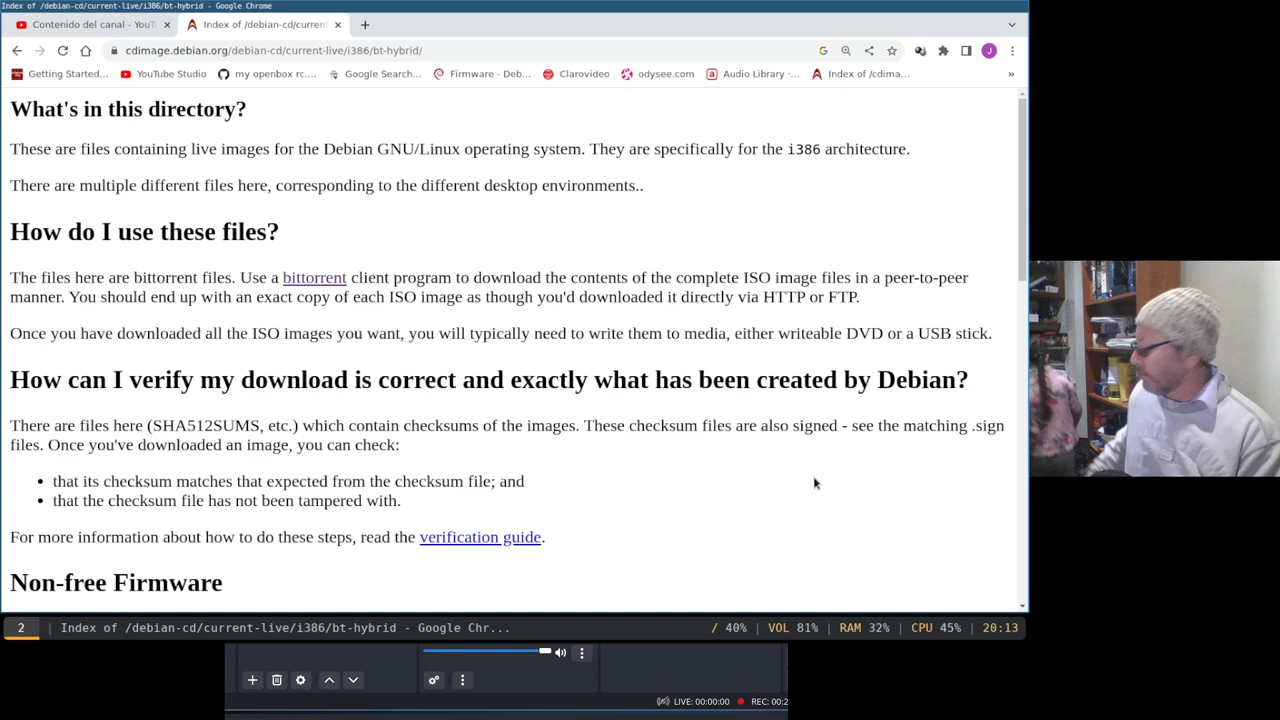 Index of /debian-cd/current-live/i386/bt-hybrid - Google Chrome
Contenido del canal - YouT
Index of /debian-cd/current
cdimage.debian.org/debian-cd/current-live/i386/bt-hybrid/
G
J
Getting Started...
YouTube Studio
my openbox rc....
Google Search...
Firmware - Deb...
Clarovideo
odysee.com
Audio Library ·...
Index of /cdima...
»
What's in this directory?
These are files containing live images for the Debian GNU/Linux operating system. They are specifically for the i386 architecture.
There are multiple different files here, corresponding to the different desktop environments..
How do I use these files?
The files here are bittorrent files. Use a bittorrent client program to download the contents of the complete ISO image files in a peer-to-peer
manner. You should end up with an exact copy of each ISO image as though you'd downloaded it directly via HTTP or FTP.
Once you have downloaded all the ISO images you want, you will typically need to write them to media, either writeable DVD or a USB stick.
How can I verify my download is correct and exactly what has been created by Debian?
There are files here (SHA512SUMS, etc.) which contain checksums of the images. These checksum files are also signed - see the matching .sign
files. Once you've downloaded an image, you can check:
• that its checksum matches that expected from the checksum file; and
• that the checksum file has not been tampered with.
For more information about how to do these steps, read the verification guide.
Non-free Firmware
2 | Index of /debian-cd/current-live/i386/bt-hybrid - Google Chr... / 40% | VOL 81% | RAM 32% | CPU 45% | 20:13
LIVE: 00:00:00 REC: 00:2